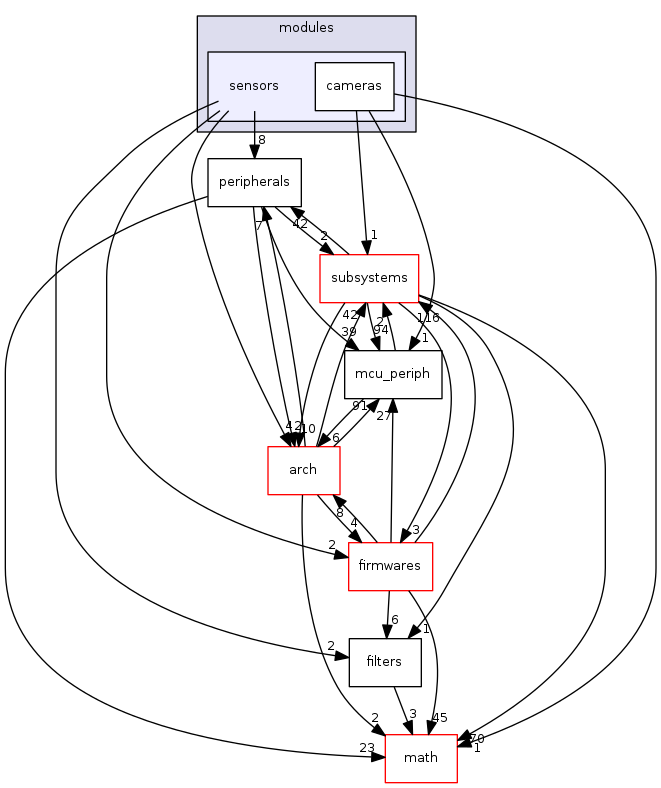 modules
sensors
cameras
8
peripherals
7
42
2
1
subsystems
42
116
2
39
94
1
mcu_periph
91
27
10
6
arch
8
4
3
2
firmwares
6
1
2
filters
3
45
2
70
23
1
math